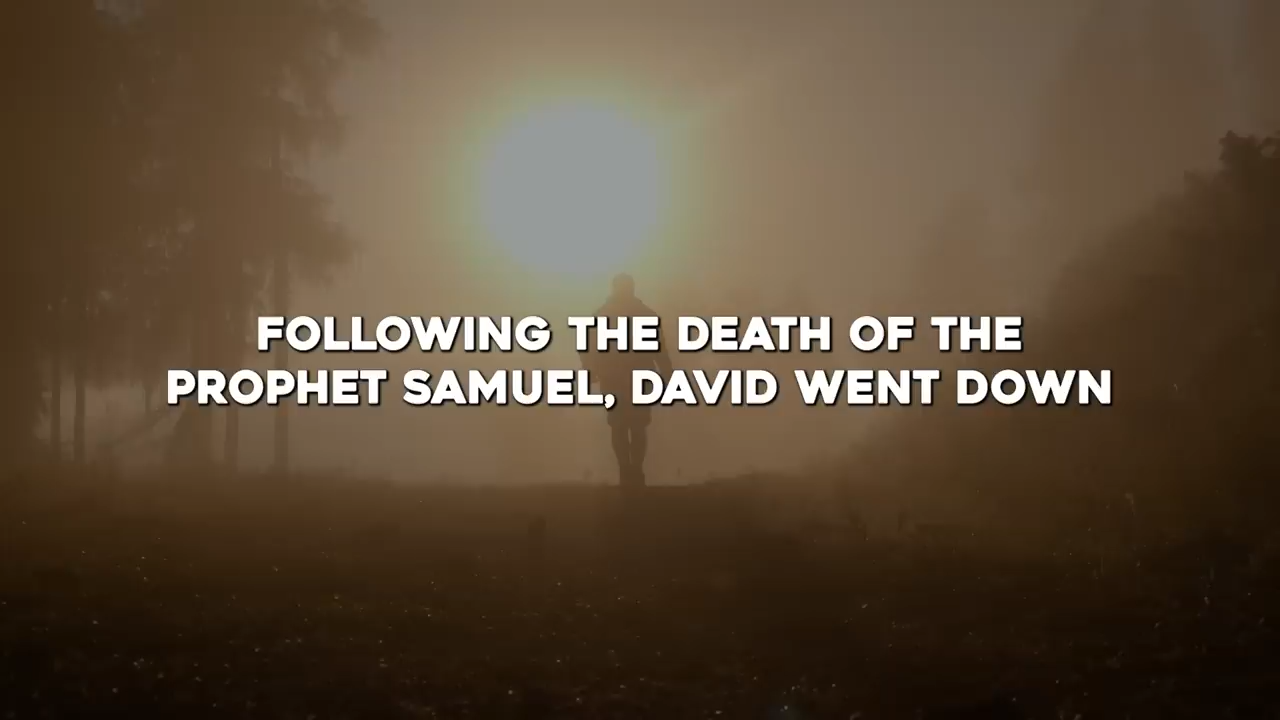 FOLLOWING THE DEATH OF THE
PROPHET SAMUEL, DAVID WENT DOWN